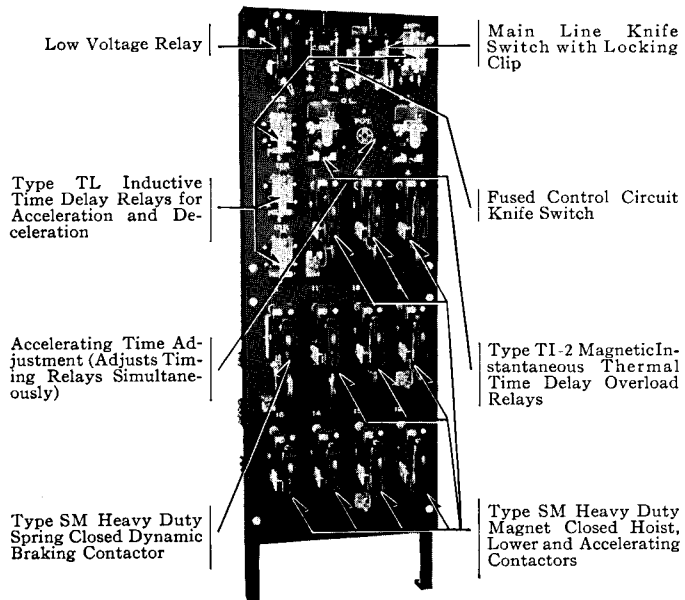 Low Voltage Relay
Type TL Inductive
Time Delay Relays for
Acceleration and De-
celeration
Accelerating Time Ad-
justment (Adjusts Tim-
ing Relays Simultane-
ously)
Type SM Heavy Duty
Spring Closed Dynamic
Braking Contactor
Main Line Knife
Switch with Locking
Clip
Fused Control Circuit
Knife Switch
Type TI-2 MagneticIn-
stantaneous Thermal
Time Delay Overload
Relays
Type SM Heavy Duty
Magnet Closed Hoist,
Lower and Accelerating
Contactors